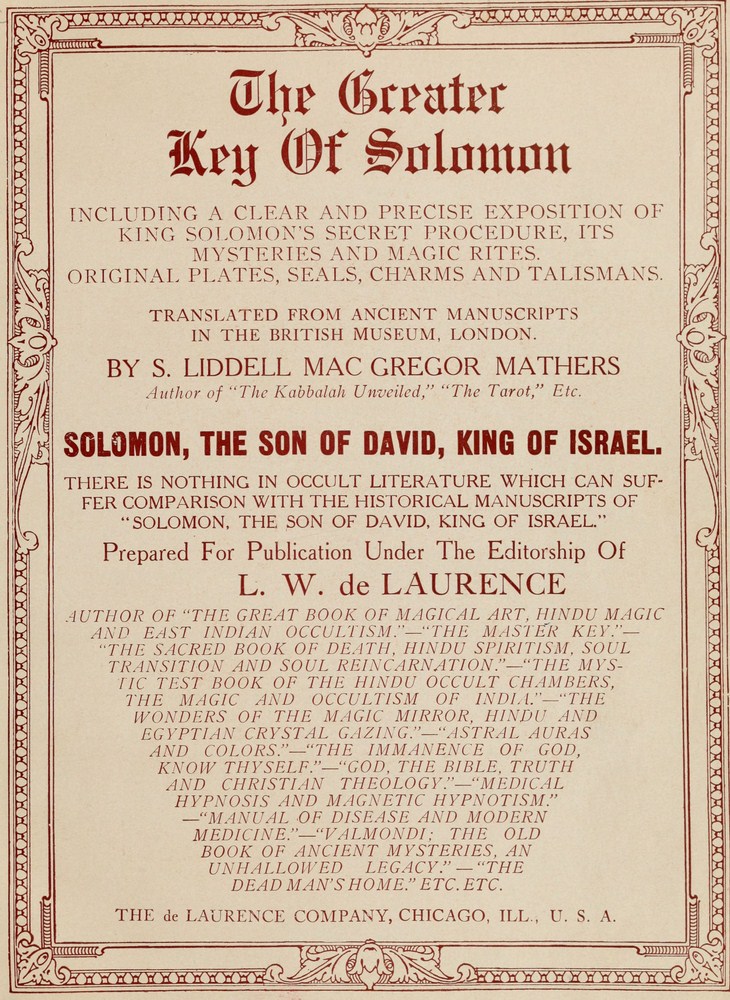 The Greater
Key Of Solomon
INCLUDING A CLEAR AND PRECISE EXPOSITION OF
KING SOLOMON'S SECRET PROCEDURE, ITS
MYSTERIES AND MAGIC RITES.
ORIGINAL PLATES, SEALS, CHARMS AND TALISMANS.
TRANSLATED FROM ANCIENT MANUSCRIPTS
IN THE BRITISH MUSEUM, LONDON.
BY S. LIDDELL MAC GREGOR MATHERS
Author of "The Kabbalah Unveiled," "The Tarot," Etc.
SOLOMON, THE SON OF DAVID, KING OF ISRAEL.
THERE IS NOTHING IN OCCULT LITERATURE WHICH CAN SUF-
FER COMPARISON WITH THE HISTORICAL MANUSCRIPTS OF
"SOLOMON, THE SON OF DAVID, KING OF ISRAEL."
Prepared For Publication Under The Editorship Of
L. W. de LAURENCE
AUTHOR OF "THE GREAT BOOK OF MAGICAL ART, HINDU MAGIC
AND EAST INDIAN OCCULTISM."—"THE MASTER KEY."—
"THE SACRED BOOK OF DEATH, HINDU SPIRITISM, SOUL
TRANSITION AND SOUL REINCARNATION."—"THE MYS-
TIC TEST BOOK OF THE HINDU OCCULT CHAMBERS,
THE MAGIC AND OCCULTISM OF INDIA."—"THE
WONDERS OF THE MAGIC MIRROR, HINDU AND
EGYPTIAN CRYSTAL GAZING."—"ASTRAL AURAS
AND COLORS."—"THE IMMANENCE OF GOD,
KNOW THYSELF."—"GOD, THE BIBLE, TRUTH
AND CHRISTIAN THEOLOGY."—"MEDICAL
HYPNOSIS AND MAGNETIC HYPNOTISM."
—"MANUAL OF DISEASE AND MODERN
MEDICINE."—"VALMONDI; THE OLD
BOOK OF ANCIENT MYSTERIES, AN
UNHALLOWED LEGACY."—"THE
DEAD MAN'S HOME." ETC. ETC.
THE de LAURENCE COMPANY, CHICAGO, ILL., U. S. A.